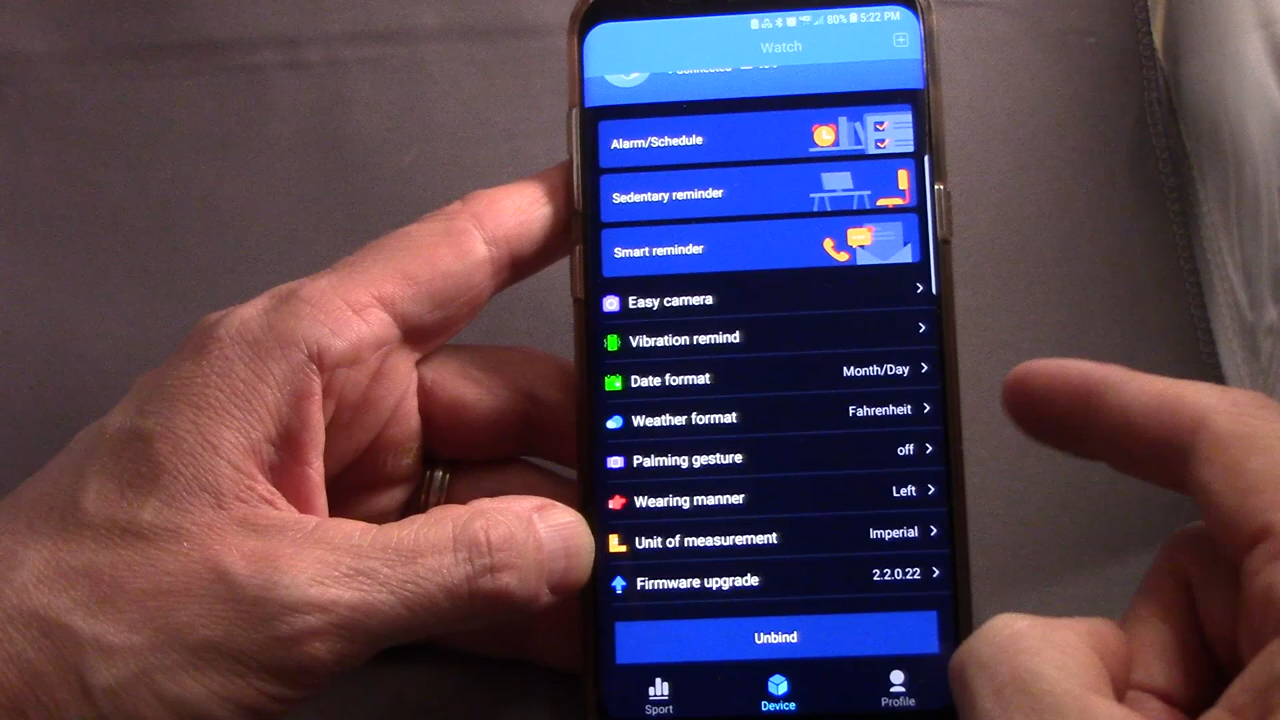 80% 5:22 PM
Watch
Connected
Alarm/Schedule
Sedentary reminder
Smart reminder
Easy camera
Vibration remind
Date format Month/Day
Weather format Fahrenheit
Palming gesture off
Wearing manner Left
Unit of measurement Imperial
Firmware upgrade 2.2.0.22
Unbind
Sport Device Profile